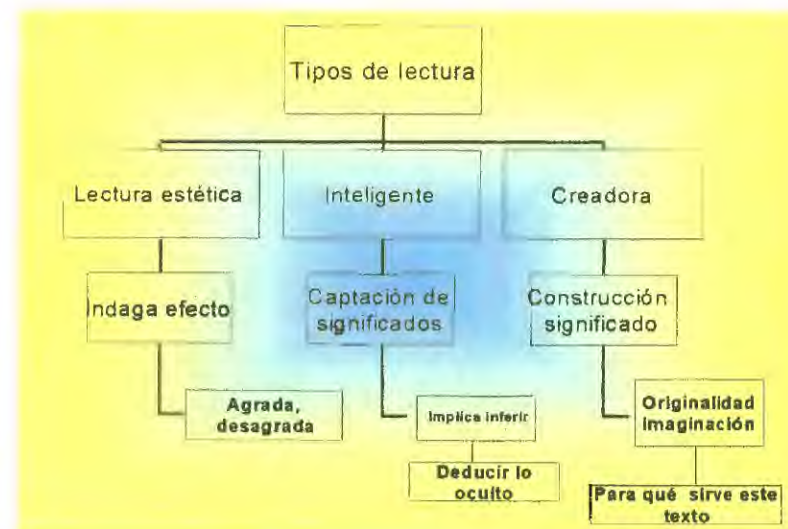 Tipos de lectura
Lectura estética
Inteligente
Creadora
Indaga efecto
Captación de
significados
Construcción
significado
Agrada,
desagrada
Implica inferir
Originalidad
Imaginación
Deducir lo
oculto
Para qué sirve este
texto